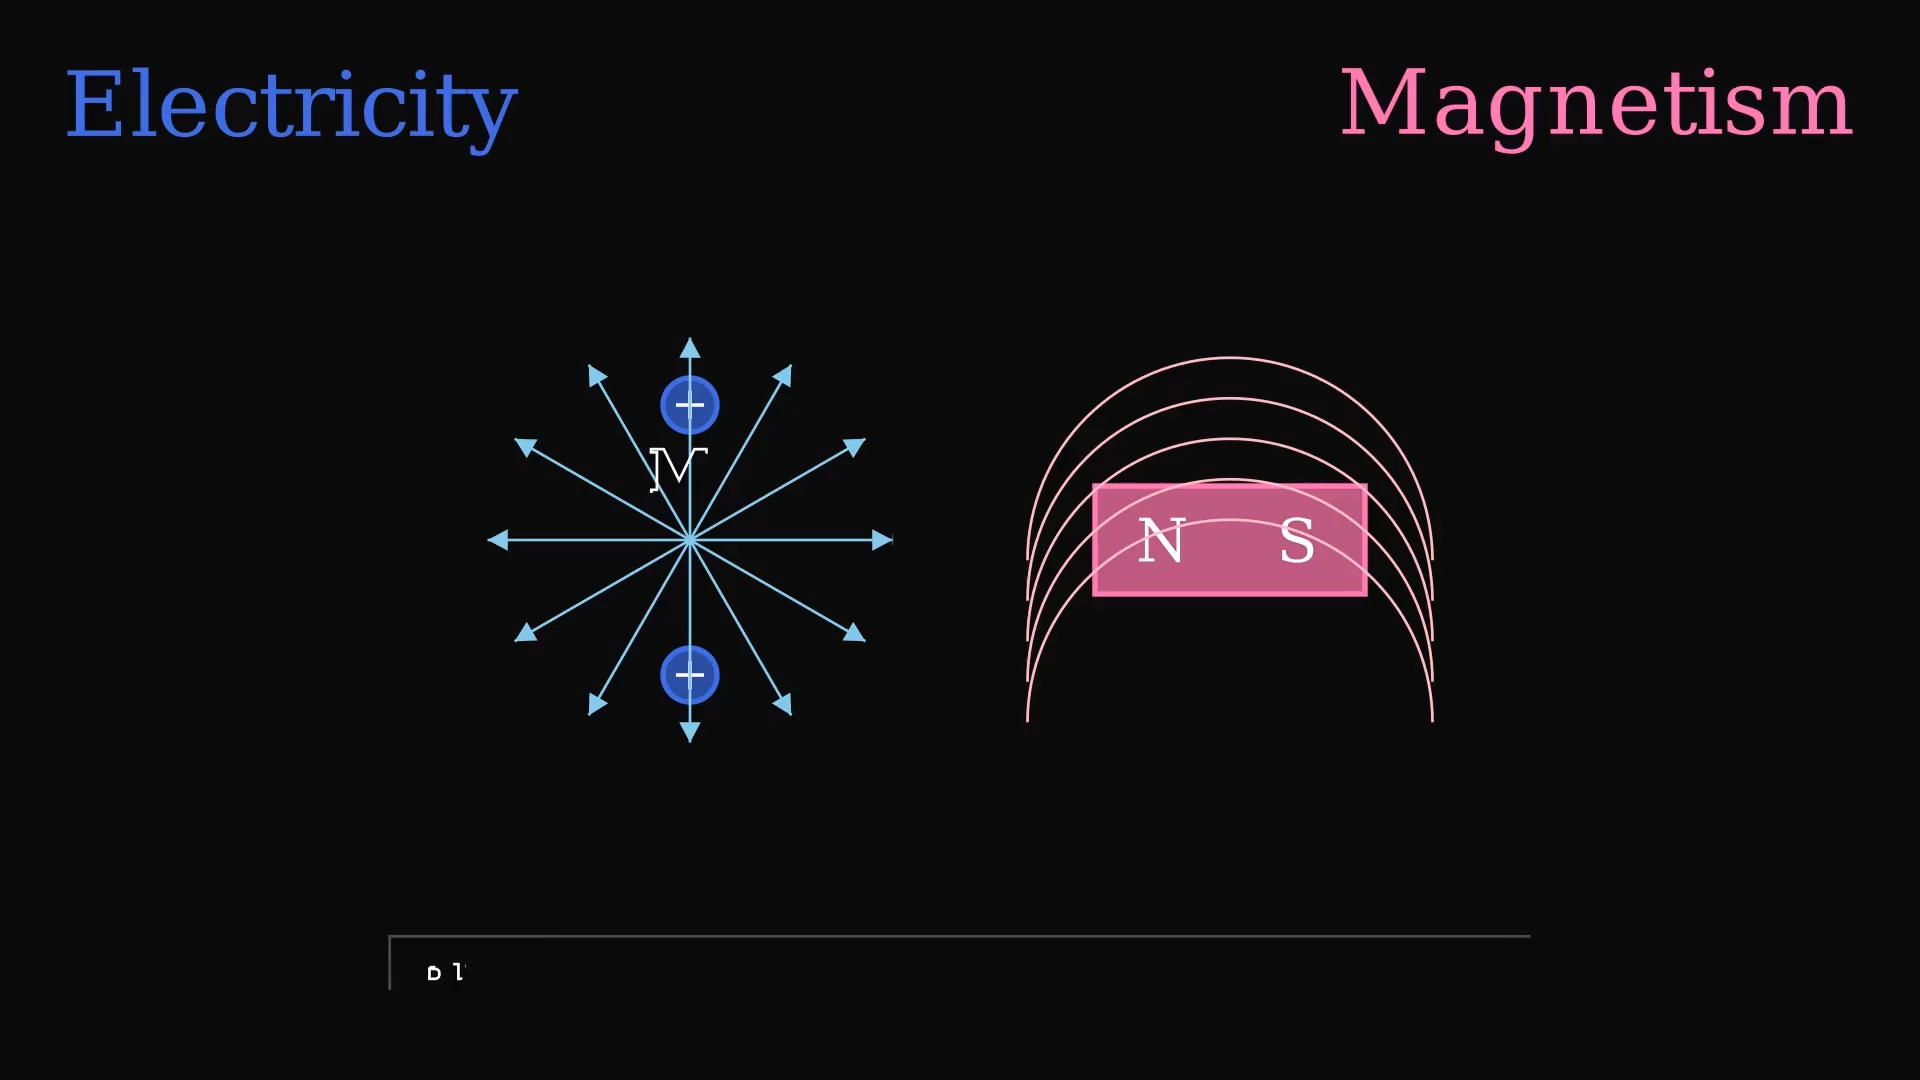 Electricity
Magnetism
+
N S
+